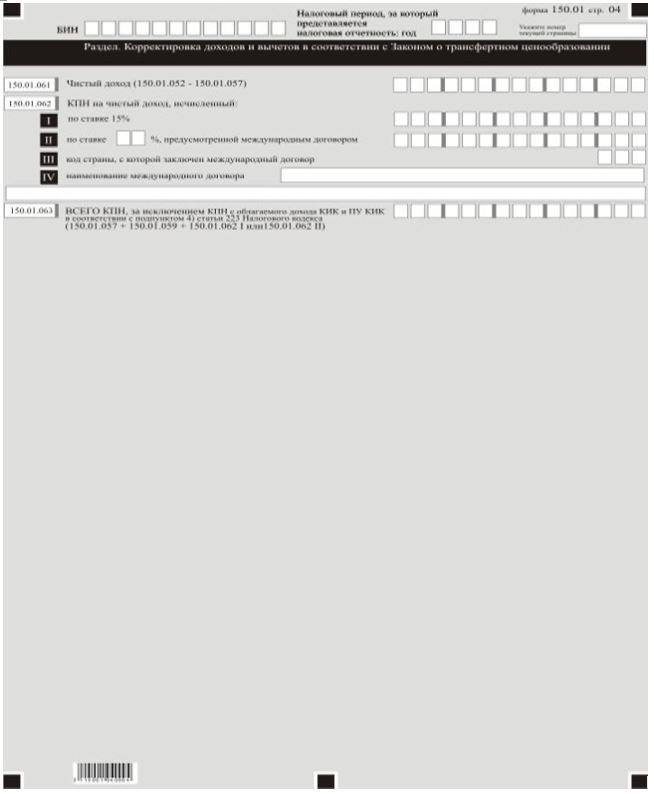 форма 150.01 стр. 04
Налоговый период, за который
представляется
налоговая отчетность: год
БИН
Укажите номер
текущей страницы
Раздел. Корректировка доходов и вычетов в соответствии с Законом о трансфертном ценообразовании
150.01.061 Чистый доход (150.01.052 - 150.01.057)
150.01.062 КПН на чистый доход, исчисленный:
I по ставке 15%
II по ставке %, предусмотренной международным договором
III код страны, с которой заключен международный договор
IV наименование международного договора
150.01.063 ВСЕГО КПН, за исключением КПН с облагаемого дохода КИК и ПУ КИК
в соответствии с подпунктом 4) статьи 223 Налогового кодекса
(150.01.057 + 150.01.059 + 150.01.062 I или150.01.062 II)